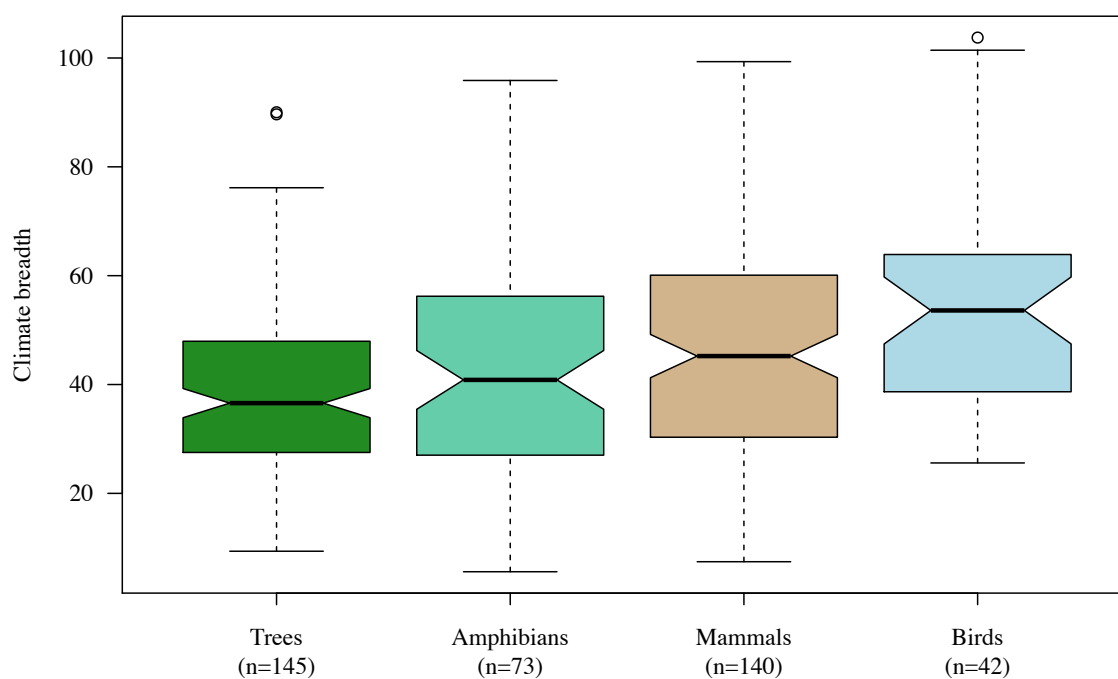 Climate breadth
100
80
60
40
20
Trees
(n=145)
Amphibians
(n=73)
Mammals
(n=140)
Birds
(n=42)